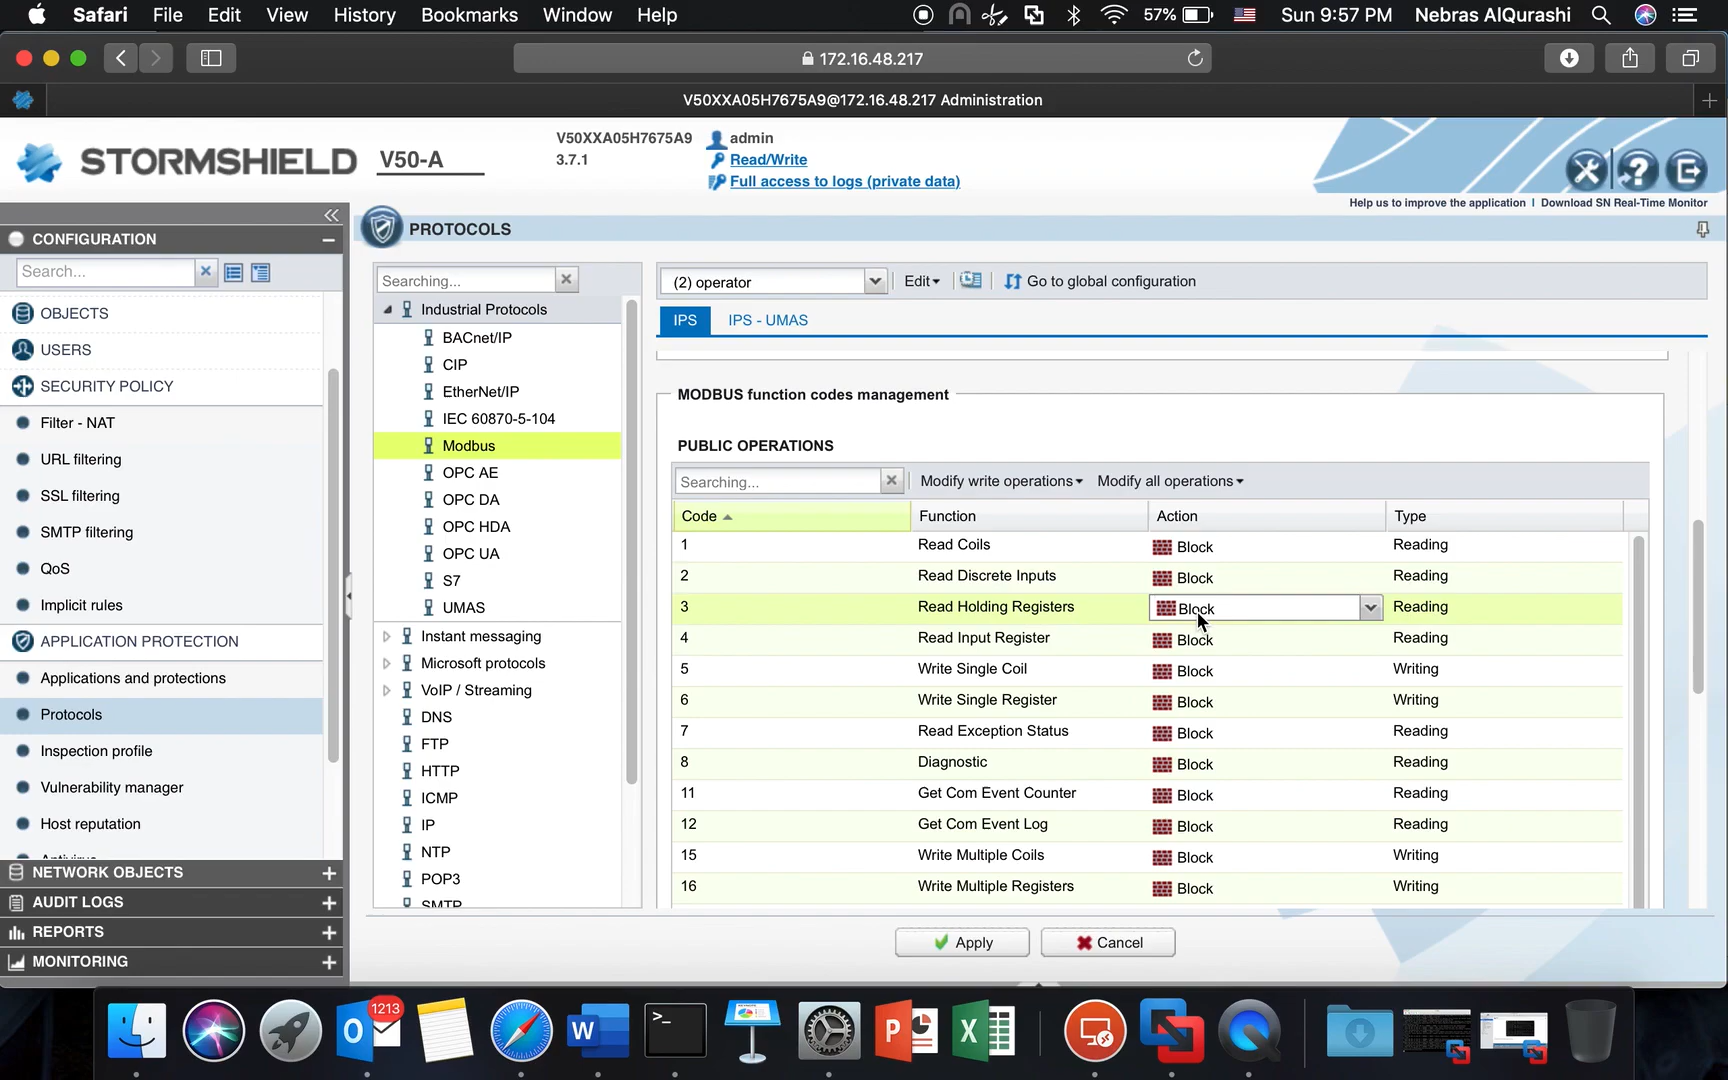 Safari File Edit View History Bookmarks Window Help 57% Sun 9:57 PM Nebras AlQurashi
172.16.48.217
V50XXA05H7675A9@172.16.48.217 Administration
STORMSHIELD V50-A
V50XXA05H7675A9
3.7.1
admin
Read/Write
Full access to logs (private data)
Help us to improve the application | Download SN Real-Time Monitor
CONFIGURATION
Search...
OBJECTS
USERS
SECURITY POLICY
Filter - NAT
URL filtering
SSL filtering
SMTP filtering
QoS
Implicit rules
APPLICATION PROTECTION
Applications and protections
Protocols
Inspection profile
Vulnerability manager
Host reputation
Antivirus
NETWORK OBJECTS
AUDIT LOGS
REPORTS
MONITORING
PROTOCOLS
Searching...
Industrial Protocols
BACnet/IP
CIP
EtherNet/IP
IEC 60870-5-104
Modbus
OPC AE
OPC DA
OPC HDA
OPC UA
S7
UMAS
Instant messaging
Microsoft protocols
VoIP / Streaming
DNS
FTP
HTTP
ICMP
IP
NTP
POP3
SMTP
(2) operator Edit Go to global configuration
IPS IPS - UMAS
MODBUS function codes management
PUBLIC OPERATIONS
Searching... Modify write operations Modify all operations
Code Function Action Type
1 Read Coils Block Reading
2 Read Discrete Inputs Block Reading
3 Read Holding Registers Block Reading
4 Read Input Register Block Reading
5 Write Single Coil Block Writing
6 Write Single Register Block Writing
7 Read Exception Status Block Reading
8 Diagnostic Block Reading
11 Get Com Event Counter Block Reading
12 Get Com Event Log Block Reading
15 Write Multiple Coils Block Writing
16 Write Multiple Registers Block Writing
Apply Cancel
1213